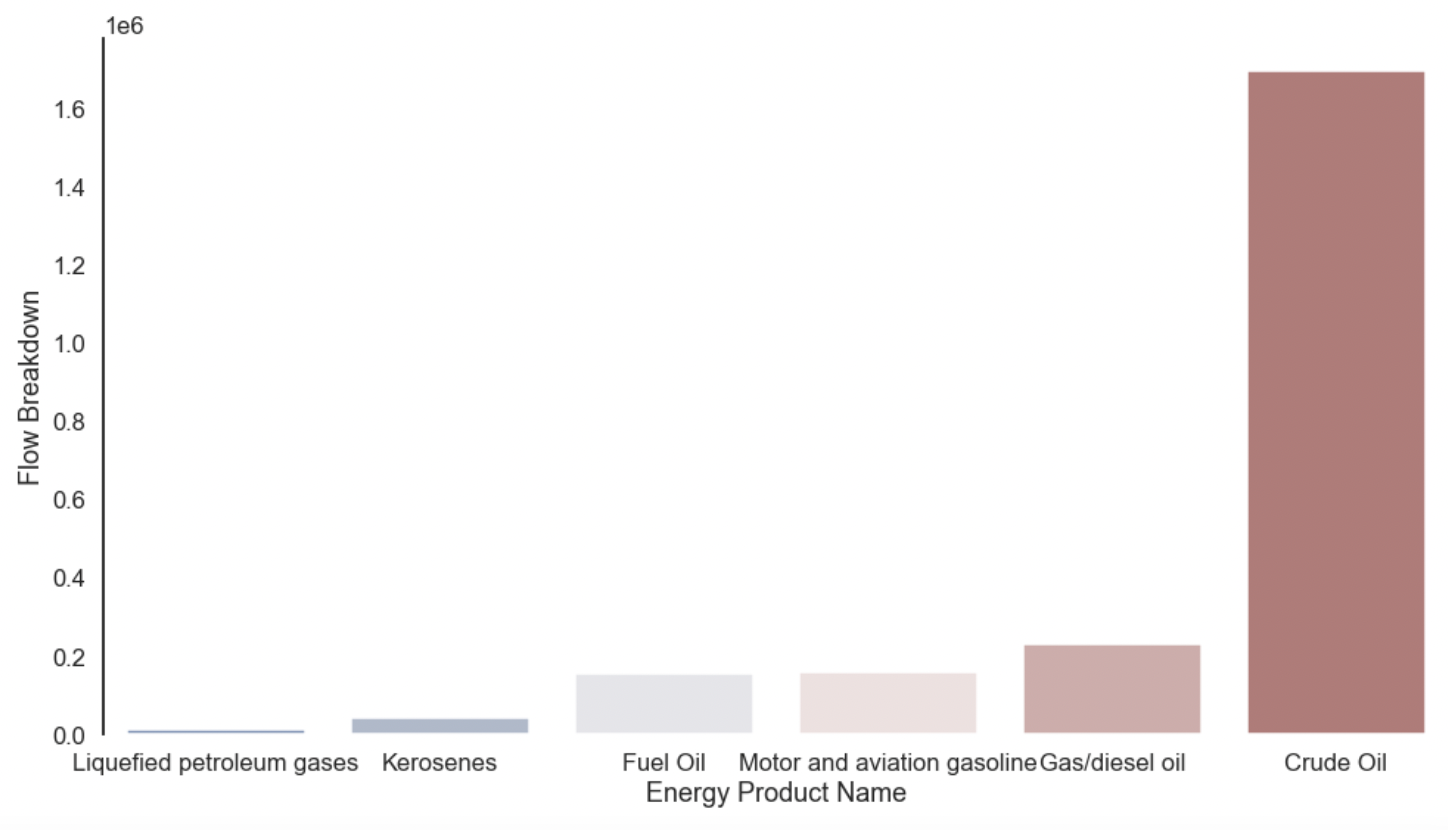 1e6
1.6
1.4
1.2
1.0
0.8
0.6
0.4
0.2
0.0
Flow Breakdown
Liquefied petroleum gases Kerosenes Fuel Oil Motor and aviation gasoline Gas/diesel oil Crude Oil
Energy Product Name